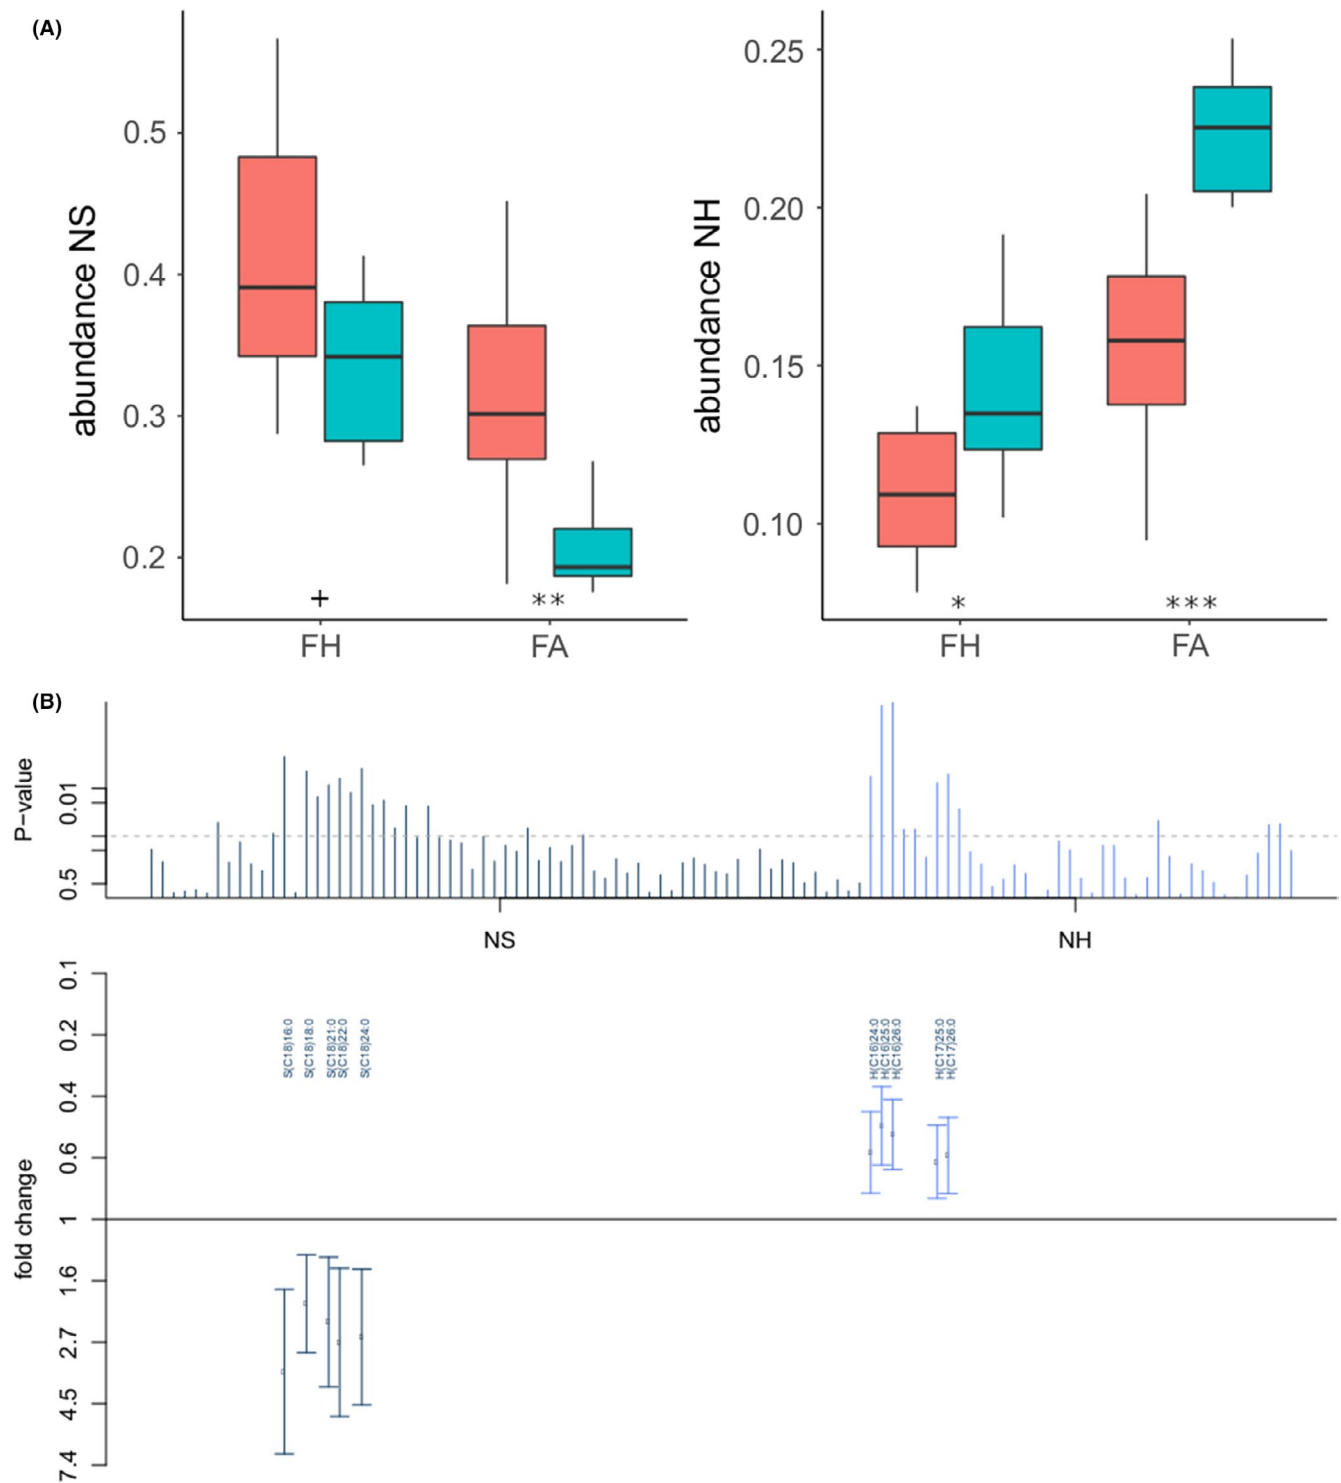 (A)
abundance NS
0.5
0.4
0.3
0.2
+
**
FH
FA
abundance NH
0.25
0.20
0.15
0.10
*
***
FH
FA
(B)
P−value
0.01
0.5
NS
NH
fold change
0.1
0.2
0.4
0.6
1
1.6
2.7
4.5
7.4
S(C18)16:0
S(C18)18:0
S(C18)21:0
S(C18)22:0
S(C18)24:0
H(C16)24:0
H(C16)25:0
H(C16)26:0
H(C17)25:0
H(C17)26:0